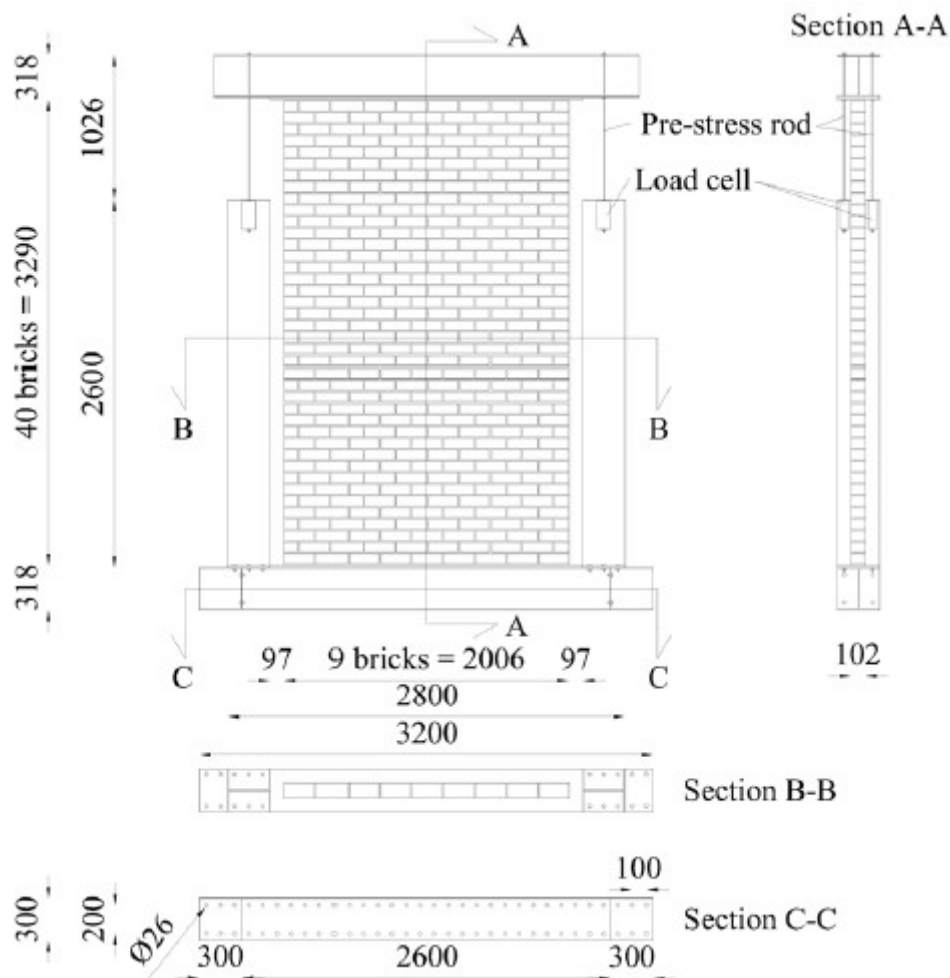 A
Section A-A
318
1026
Pre-stress rod
Load cell
40 bricks = 3290
2600
B
B
318
A
C
97
9 bricks = 2006
97
C
102
2800
3200
Section B-B
100
300
200
Ø26
Section C-C
300
2600
300